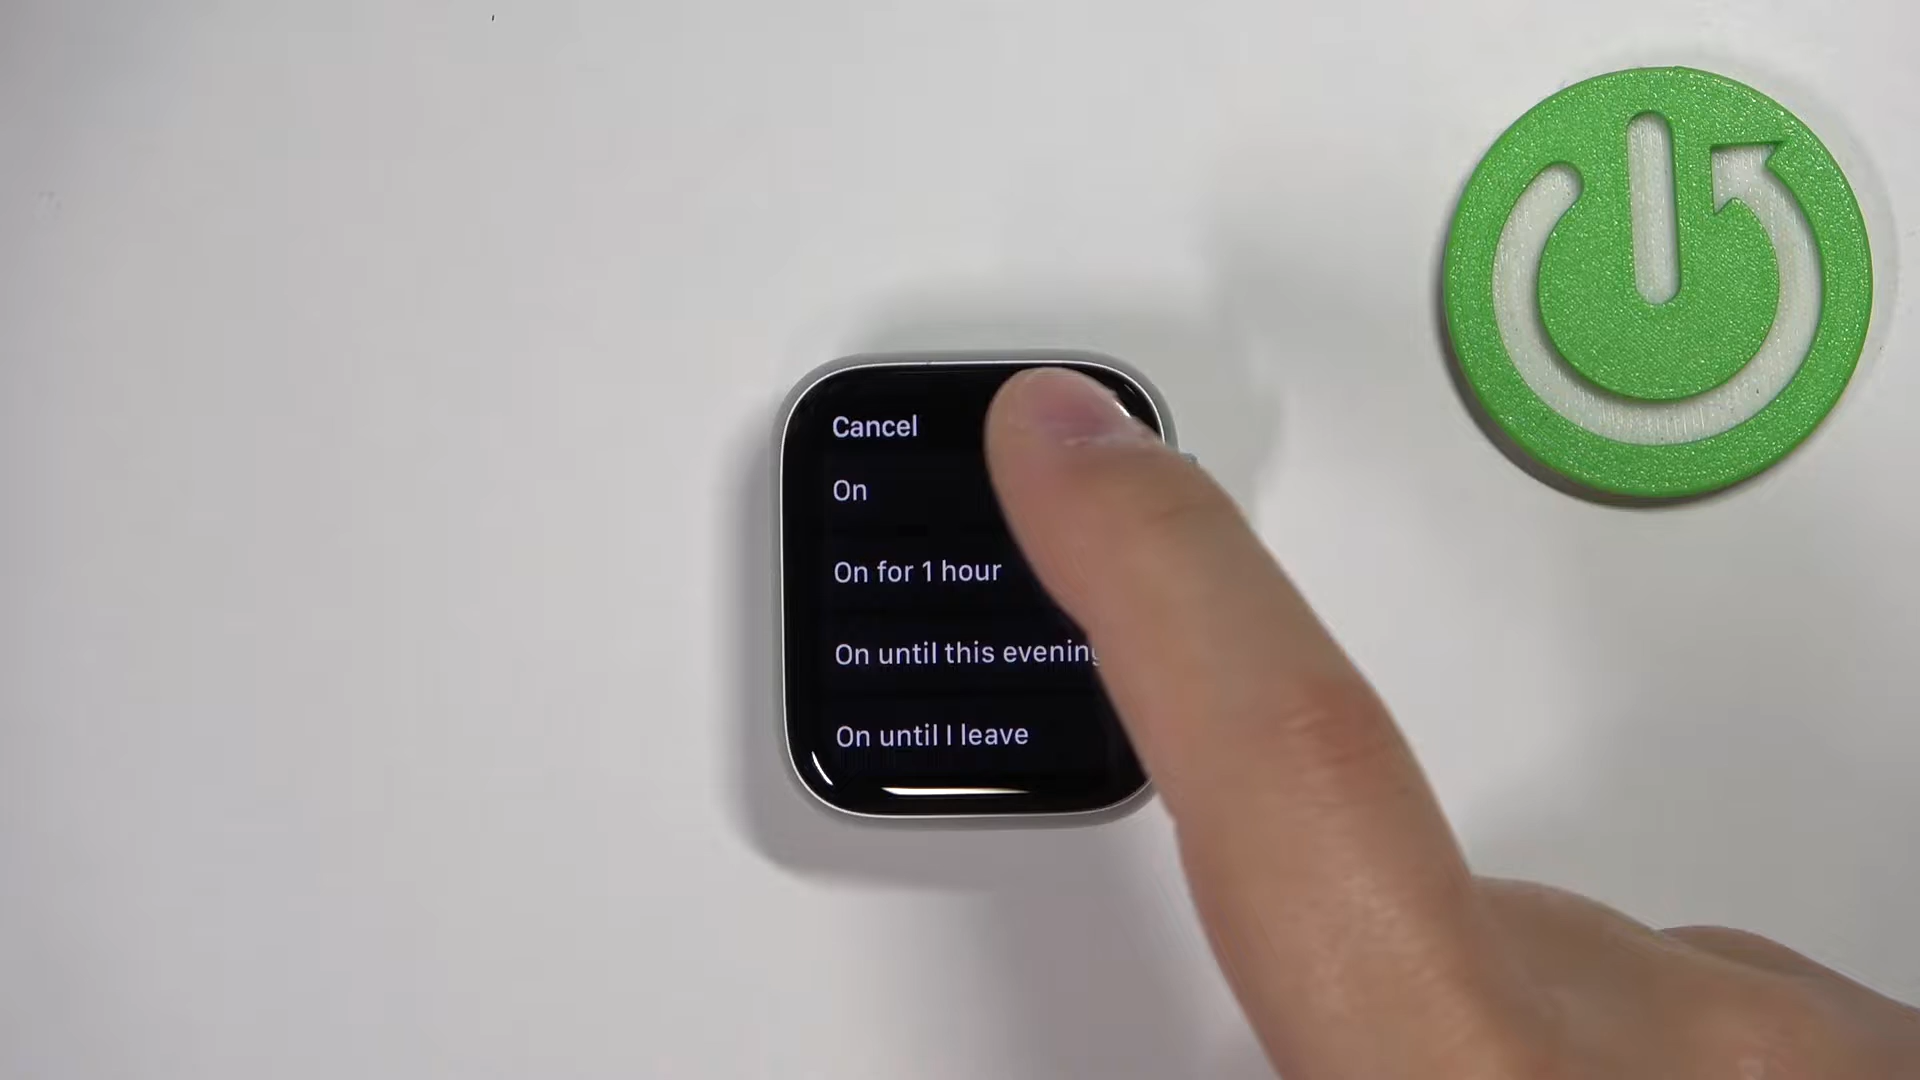 Cancel
On
On for 1 hour
On until this evening
On until I leave